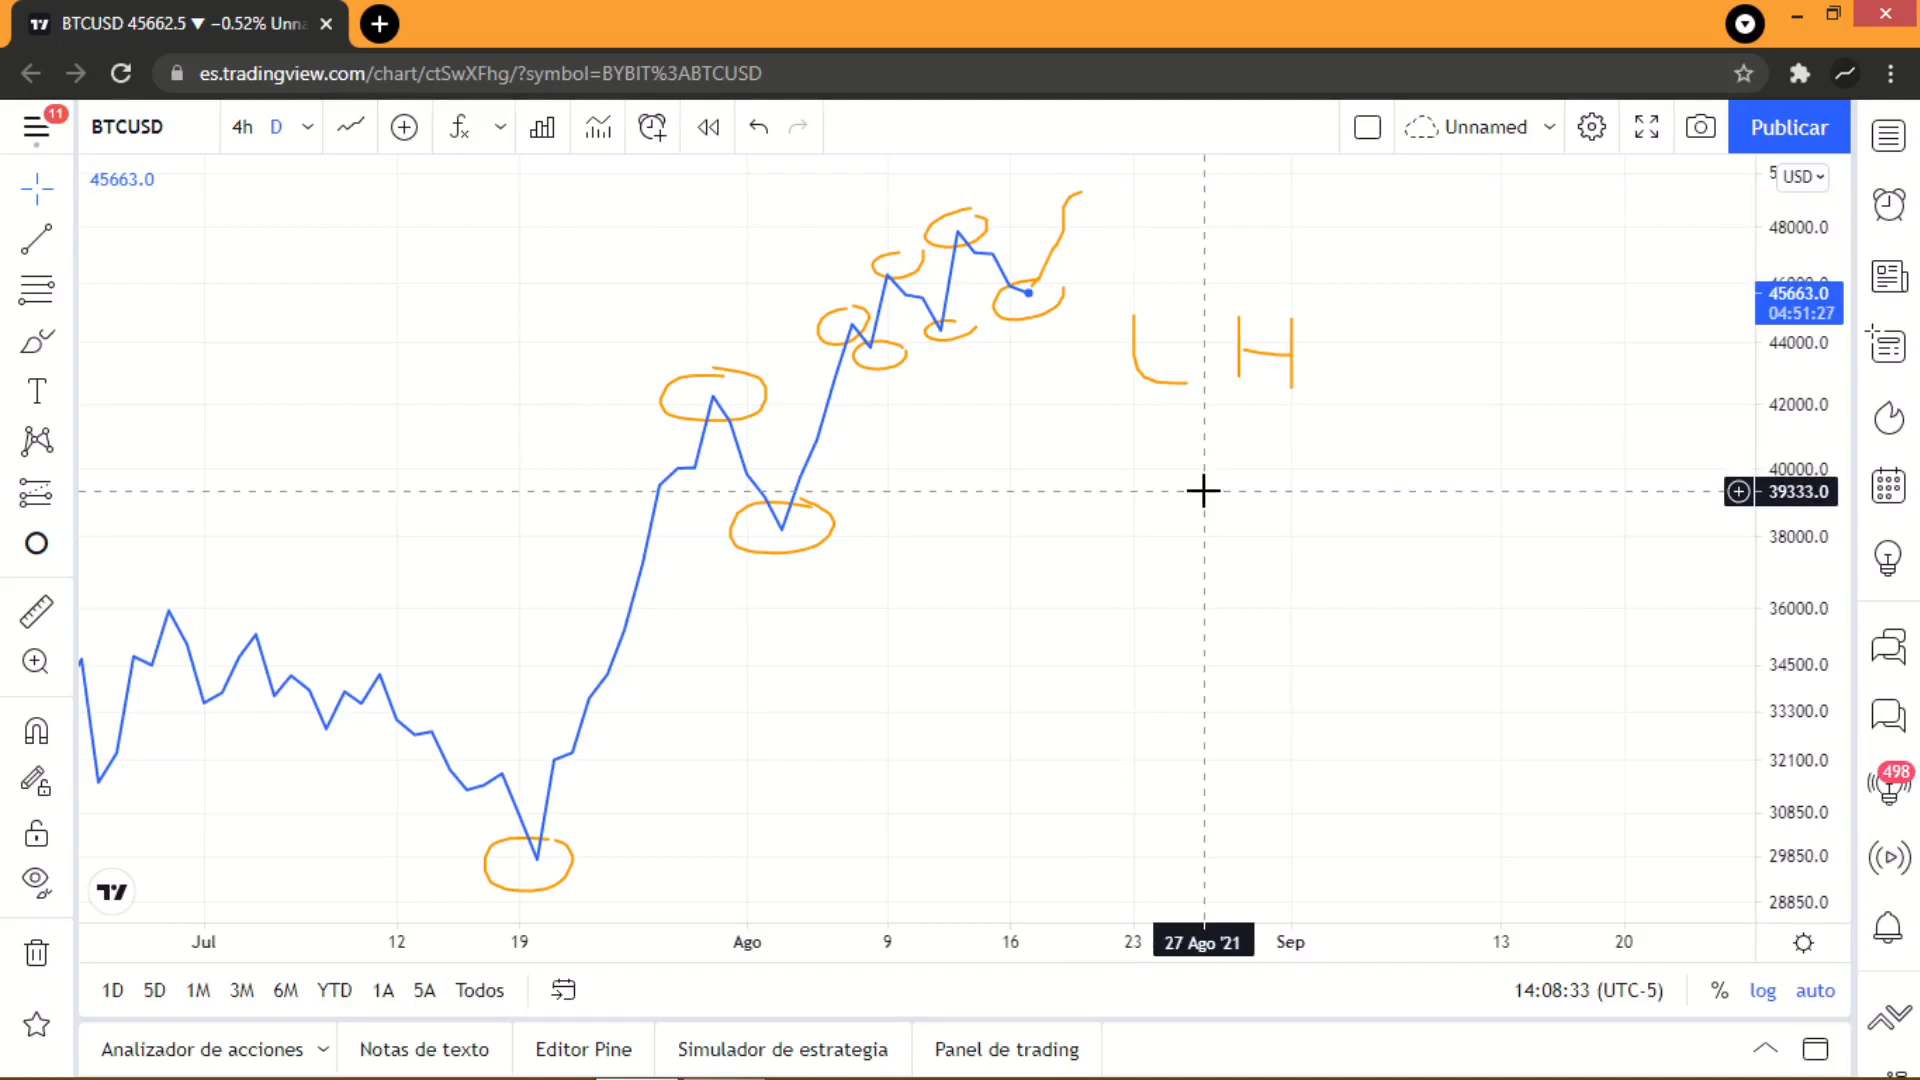 BTCUSD 45662.5 ▼ −0.52% Unna
es.tradingview.com/chart/ctSwXFhg/?symbol=BYBIT%3ABTCUSD
11
BTCUSD 4h D Unnamed Publicar
45663.0
USD
48000.0
45663.0
04:51:27
44000.0
L H
42000.0
40000.0
39333.0
38000.0
36000.0
34500.0
33300.0
32100.0
498
30850.0
29850.0
28850.0
Jul 12 19 Ago 9 16 23 27 Ago '21 Sep 13 20
1D 5D 1M 3M 6M YTD 1A 5A Todos 14:08:33 (UTC-5) % log auto
Analizador de acciones Notas de texto Editor Pine Simulador de estrategia Panel de trading